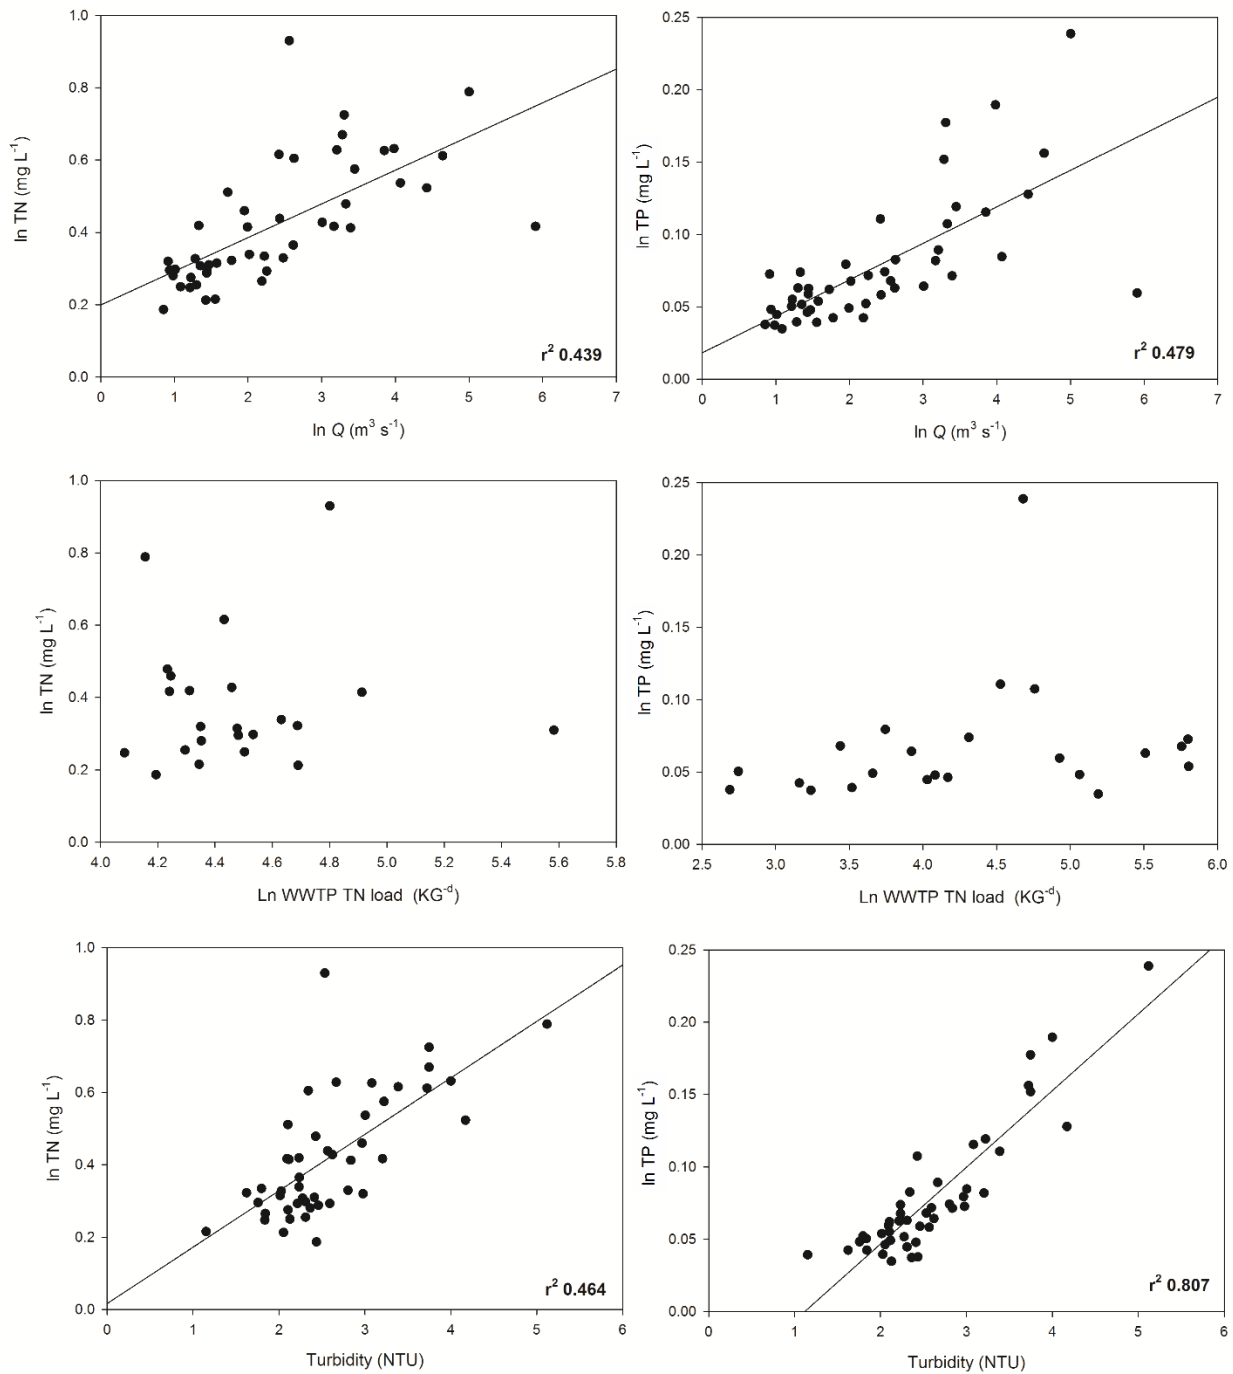 1.0
0.8
0.6
0.4
0.2
0.0
ln TN (mg L⁻¹)
0 1 2 3 4 5 6 7
ln Q (m³ s⁻¹)
r² 0.439
0.25
0.20
0.15
0.10
0.05
0.00
ln TP (mg L⁻¹)
0 1 2 3 4 5 6 7
ln Q (m³ s⁻¹)
r² 0.479
1.0
0.8
0.6
0.4
0.2
0.0
ln TN (mg L⁻¹)
4.0 4.2 4.4 4.6 4.8 5.0 5.2 5.4 5.6 5.8
Ln WWTP TN load (KG⁻ᵈ)
0.25
0.20
0.15
0.10
0.05
0.00
ln TP (mg L⁻¹)
2.5 3.0 3.5 4.0 4.5 5.0 5.5 6.0
Ln WWTP TN load (KG⁻ᵈ)
1.0
0.8
0.6
0.4
0.2
0.0
ln TN (mg L⁻¹)
0 1 2 3 4 5 6
Turbidity (NTU)
r² 0.464
0.25
0.20
0.15
0.10
0.05
0.00
ln TP (mg L⁻¹)
0 1 2 3 4 5 6
Turbidity (NTU)
r² 0.807